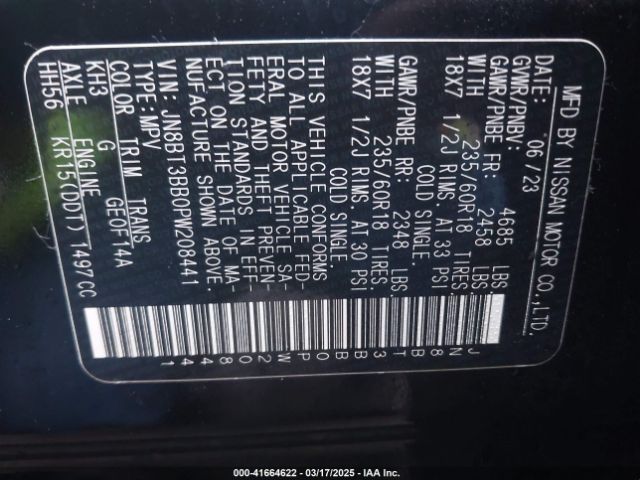 MFD BY NISSAN MOTOR CO.,LTD.
DATE: 06/23
GVWR/PNBV: 4685 LBS.
GAWR/PNBE FR: 2458 LBS.
WITH 235/60R18 TIRES.
18X7 1/2J RIMS. AT 33 PSI
COLD SINGLE.
GAWR/PNBE RR: 2348 LBS.
WITH 235/60R18 TIRES.
18X7 1/2J RIMS. AT 30 PSI
COLD SINGLE.
THIS VEHICLE CONFORMS
TO ALL APPLICABLE FED-
ERAL MOTOR VEHICLE SA-
FETY AND THEFT PREVEN-
TION STANDARDS IN EFF-
ECT ON THE DATE OF MA-
NUFACTURE SHOWN ABOVE.
VIN: JN8BT3BB0PW208441
TYPE:MPV
COLOR TRIM TRANS
KH3 G GE0F14A
AXLE ENGINE
HH56 KR15(DDT) 1497CC
JN8BT3BB0PW208441
000-41664622 - 03/17/2025 - IAA Inc.